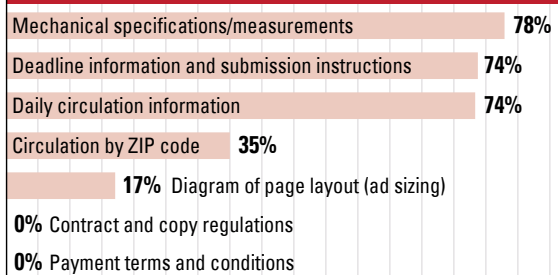 Mechanical specifications/measurements 78%
Deadline information and submission instructions 74%
Daily circulation information 74%
Circulation by ZIP code 35%
17% Diagram of page layout (ad sizing)
0% Contract and copy regulations
0% Payment terms and conditions